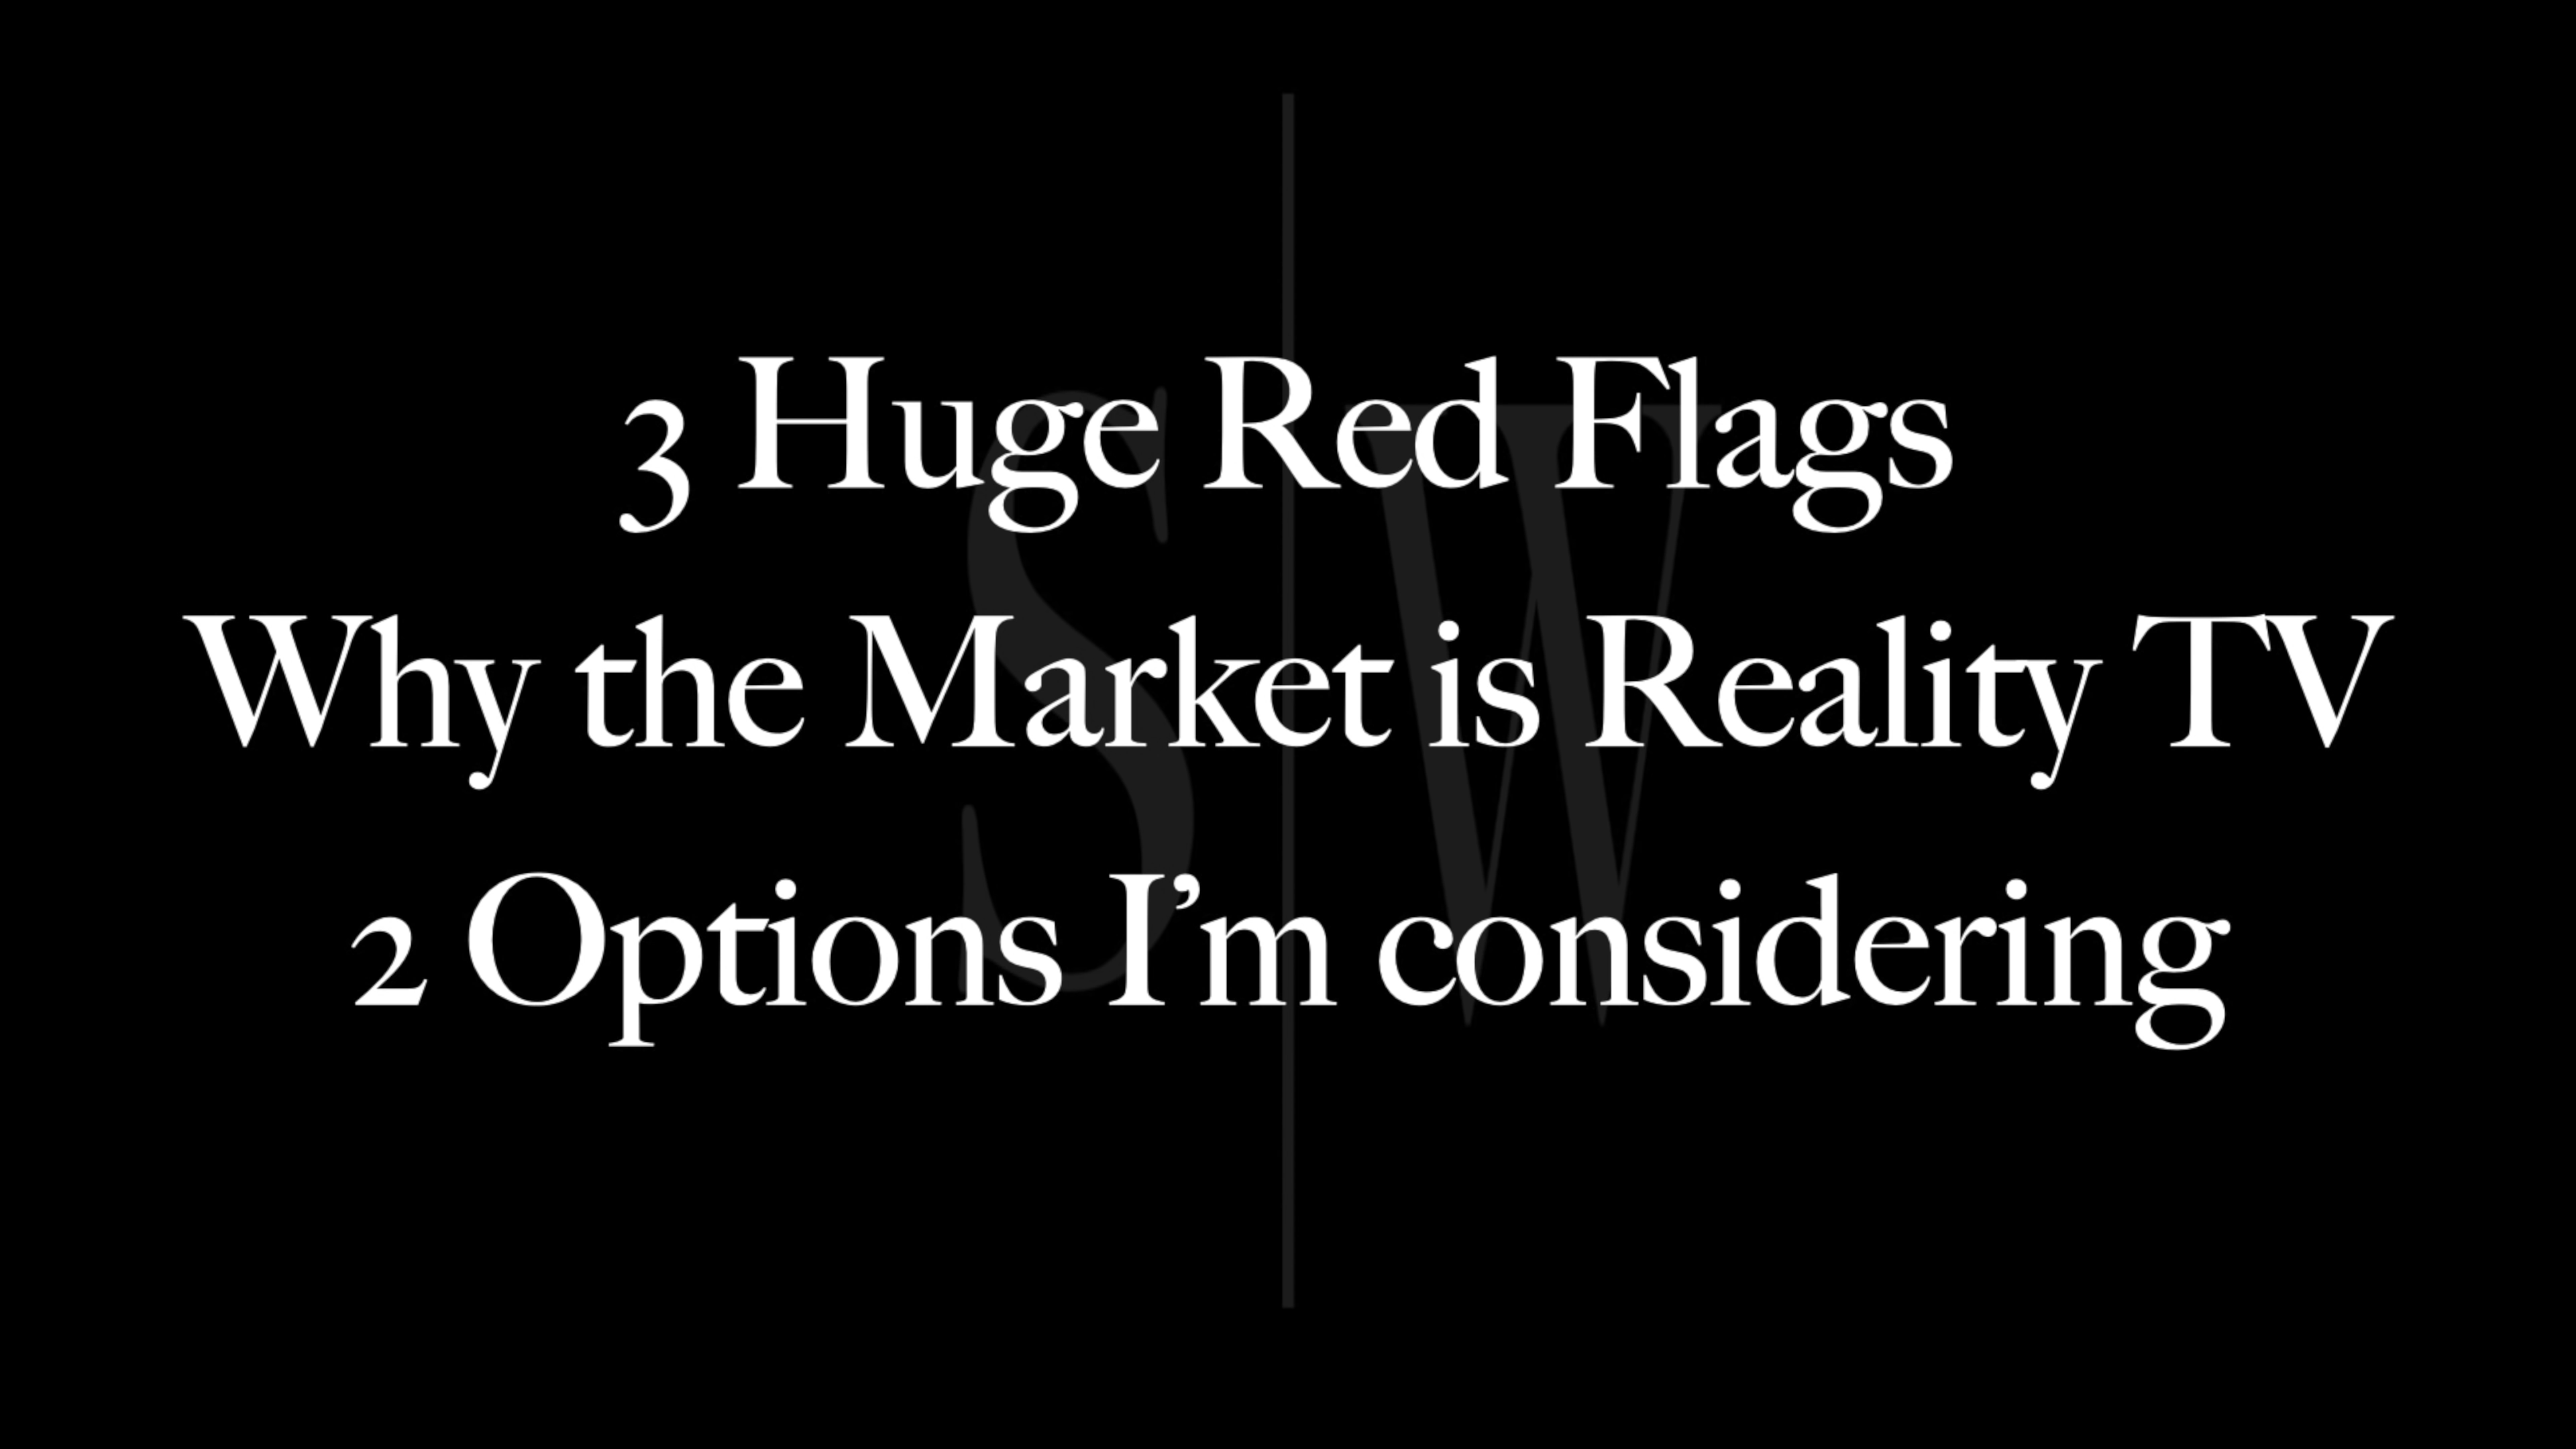 3 Huge Red Flags
Why the Market is Reality TV
2 Options I’m considering
S W